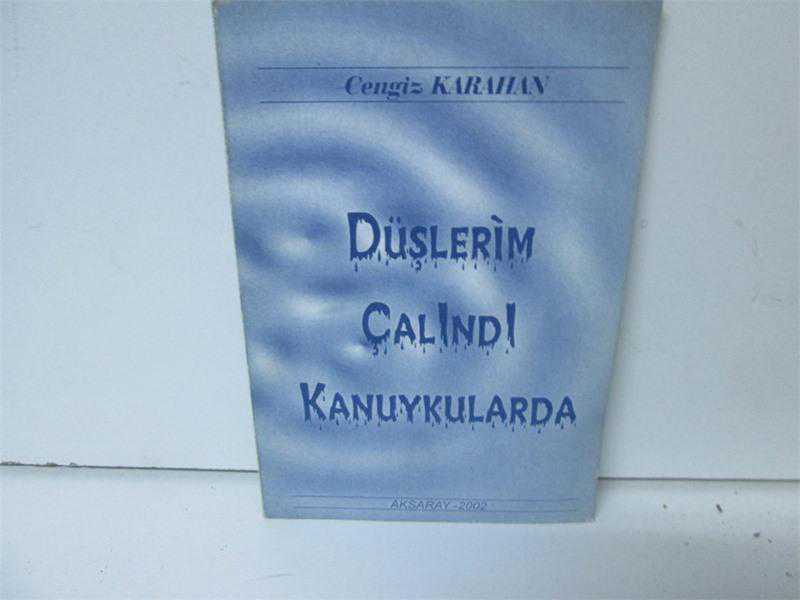 Cengiz KARAHAN
DÜŞLERİM
ÇALINDI
KANUYKULARDA
AKSARAY -2002